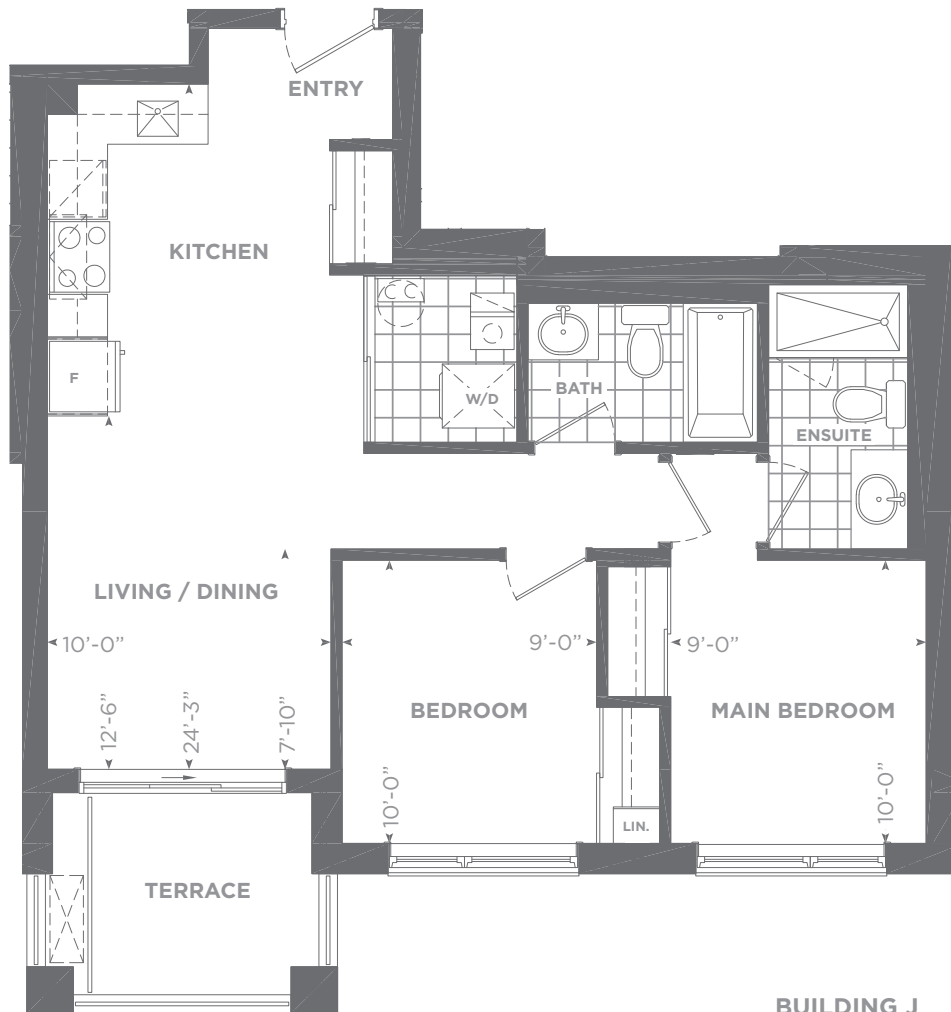 ENTRY
KITCHEN
F
CC
W/D
BATH
ENSUITE
LIVING / DINING
10’-0”
9’-0”
9’-0”
BEDROOM
MAIN BEDROOM
12’-6”
24’-3”
7’-10”
10’-0”
10’-0”
LIN.
TERRACE
BUILDING J